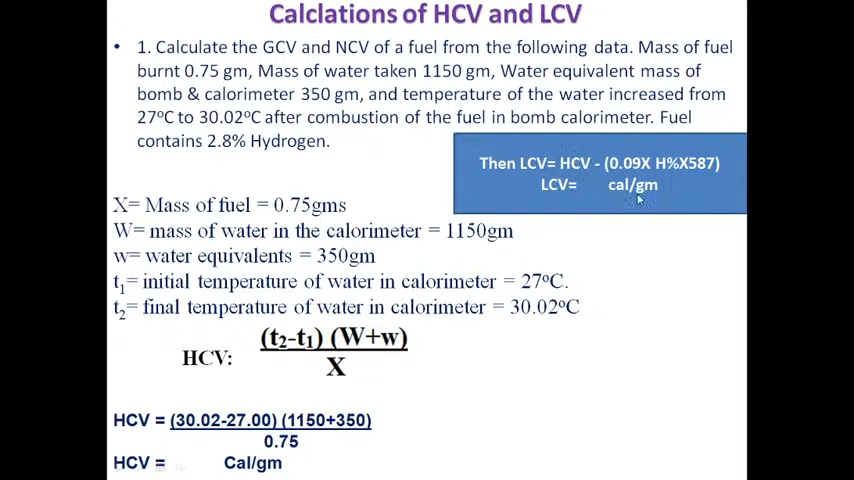 Calclations of HCV and LCV
• 1. Calculate the GCV and NCV of a fuel from the following data. Mass of fuel
burnt 0.75 gm, Mass of water taken 1150 gm, Water equivalent mass of
bomb & calorimeter 350 gm, and temperature of the water increased from
27°C to 30.02°C after combustion of the fuel in bomb calorimeter. Fuel
contains 2.8% Hydrogen.
Then LCV= HCV - (0.09X H%X587)
LCV= cal/gm
X= Mass of fuel = 0.75gms
W= mass of water in the calorimeter = 1150gm
w= water equivalents = 350gm
t₁= initial temperature of water in calorimeter = 27°C.
t₂= final temperature of water in calorimeter = 30.02°C
(t₂-t₁) (W+w)
HCV:
X
HCV = (30.02-27.00) (1150+350)
0.75
HCV = Cal/gm